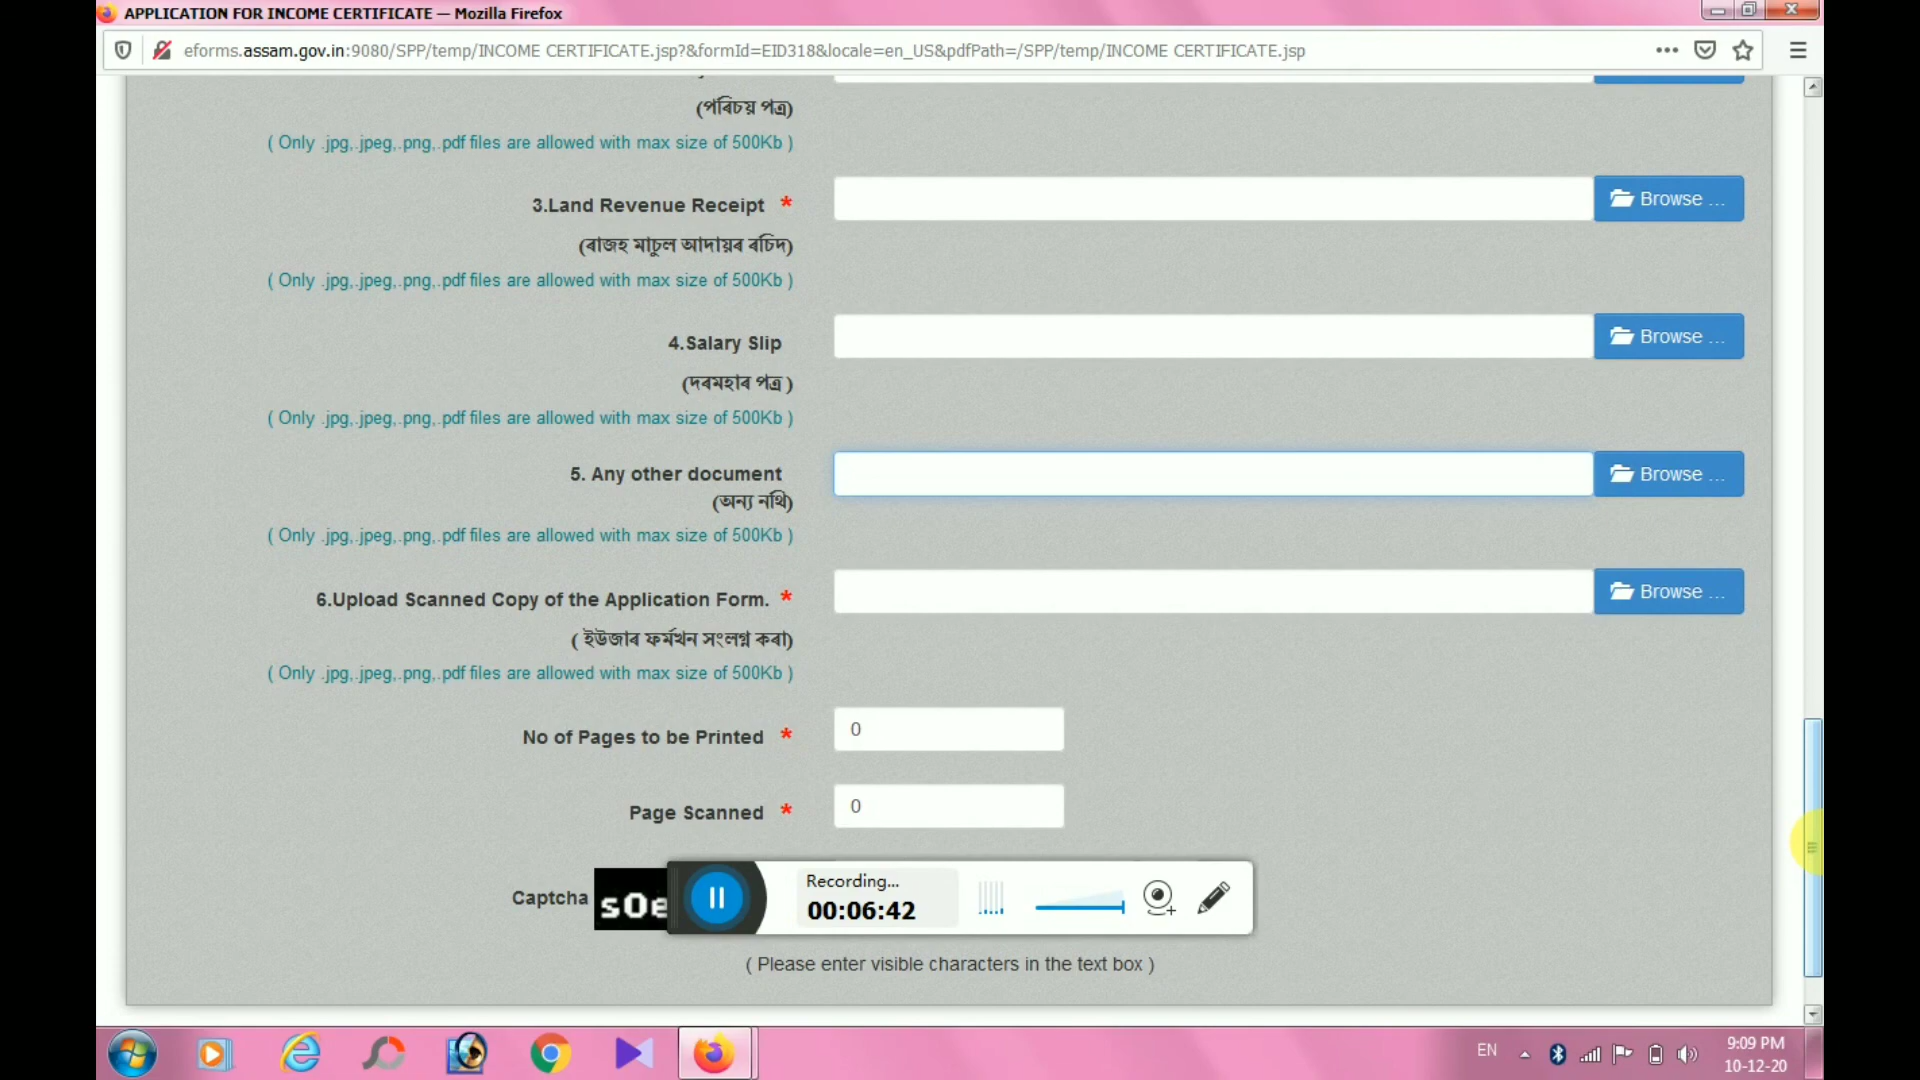 APPLICATION FOR INCOME CERTIFICATE — Mozilla Firefox
eforms.assam.gov.in:9080/SPP/temp/INCOME CERTIFICATE.jsp?&formId=EID318&locale=en_US&pdfPath=/SPP/temp/INCOME CERTIFICATE.jsp
(পৰিচয় পত্ৰ)
( Only .jpg,.jpeg,.png,.pdf files are allowed with max size of 500Kb )
3.Land Revenue Receipt *
Browse ...
(ৰাজহ মাচুল আদায়ৰ ৰচিদ)
( Only .jpg,.jpeg,.png,.pdf files are allowed with max size of 500Kb )
4.Salary Slip
Browse ...
(দৰমহাৰ পত্ৰ )
( Only .jpg,.jpeg,.png,.pdf files are allowed with max size of 500Kb )
5. Any other document
Browse ...
(অন্য নথি)
( Only .jpg,.jpeg,.png,.pdf files are allowed with max size of 500Kb )
6.Upload Scanned Copy of the Application Form. *
Browse ...
( ইউজাৰ ফৰ্মখন সংলগ্ন কৰা)
( Only .jpg,.jpeg,.png,.pdf files are allowed with max size of 500Kb )
No of Pages to be Printed *
0
Page Scanned *
0
Captcha
Recording...
00:06:42
( Please enter visible characters in the text box )
EN
9:09 PM
10-12-20